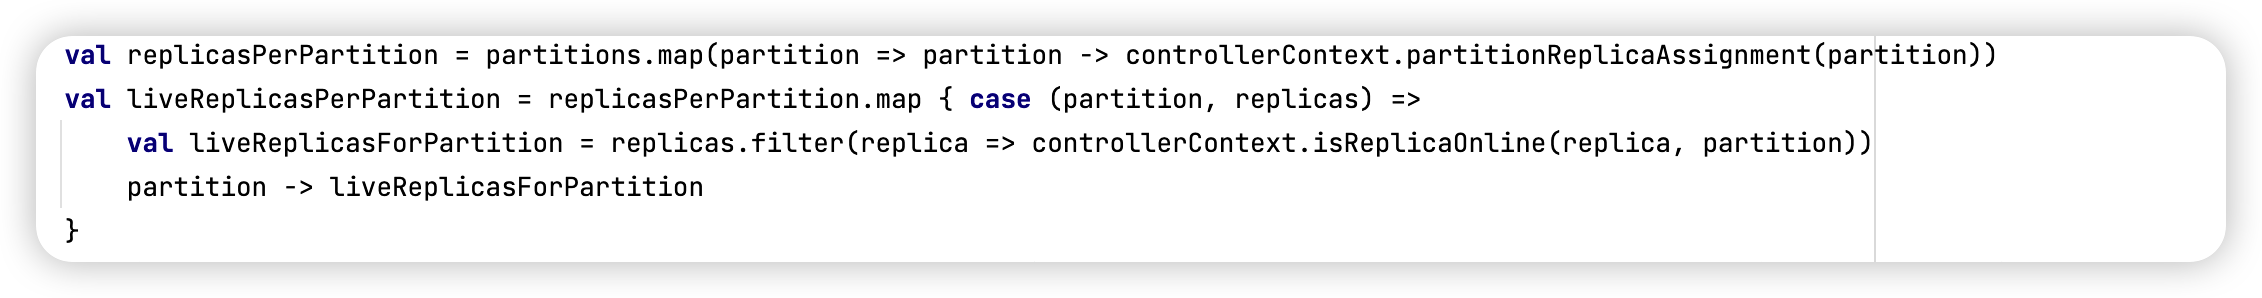 val replicasPerPartition = partitions.map(partition => partition -> controllerContext.partitionReplicaAssignment(partition))
val liveReplicasPerPartition = replicasPerPartition.map { case (partition, replicas) =>
    val liveReplicasForPartition = replicas.filter(replica => controllerContext.isReplicaOnline(replica, partition))
    partition -> liveReplicasForPartition
}